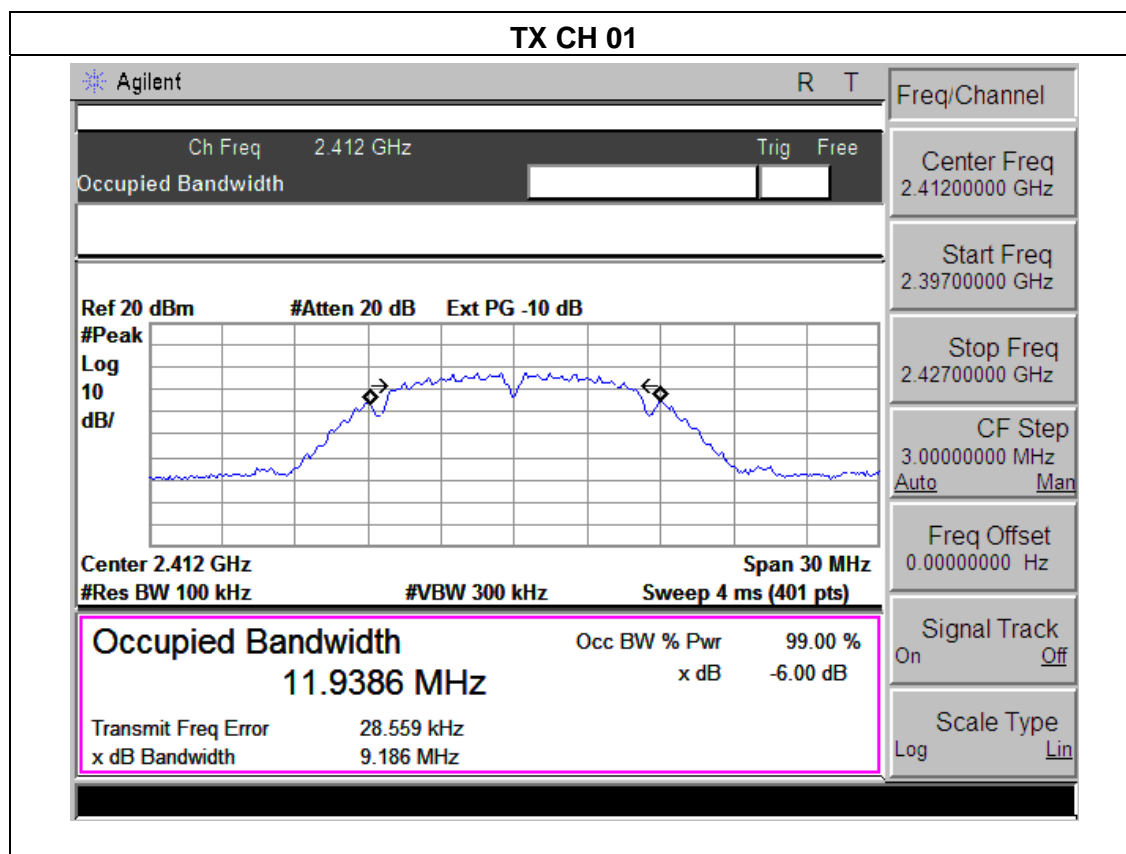 TX CH 01
Agilent R T
Ch Freq 2.412 GHz Trig Free
Occupied Bandwidth
Ref 20 dBm #Atten 20 dB Ext PG -10 dB
#Peak
Log
10
dB/
Center 2.412 GHz Span 30 MHz
#Res BW 100 kHz #VBW 300 kHz Sweep 4 ms (401 pts)
Occupied Bandwidth Occ BW % Pwr 99.00 %
11.9386 MHz x dB -6.00 dB
Transmit Freq Error 28.559 kHz
x dB Bandwidth 9.186 MHz
Freq/Channel
Center Freq
2.41200000 GHz
Start Freq
2.39700000 GHz
Stop Freq
2.42700000 GHz
CF Step
3.00000000 MHz
Auto Man
Freq Offset
0.00000000 Hz
Signal Track
On Off
Scale Type
Log Lin